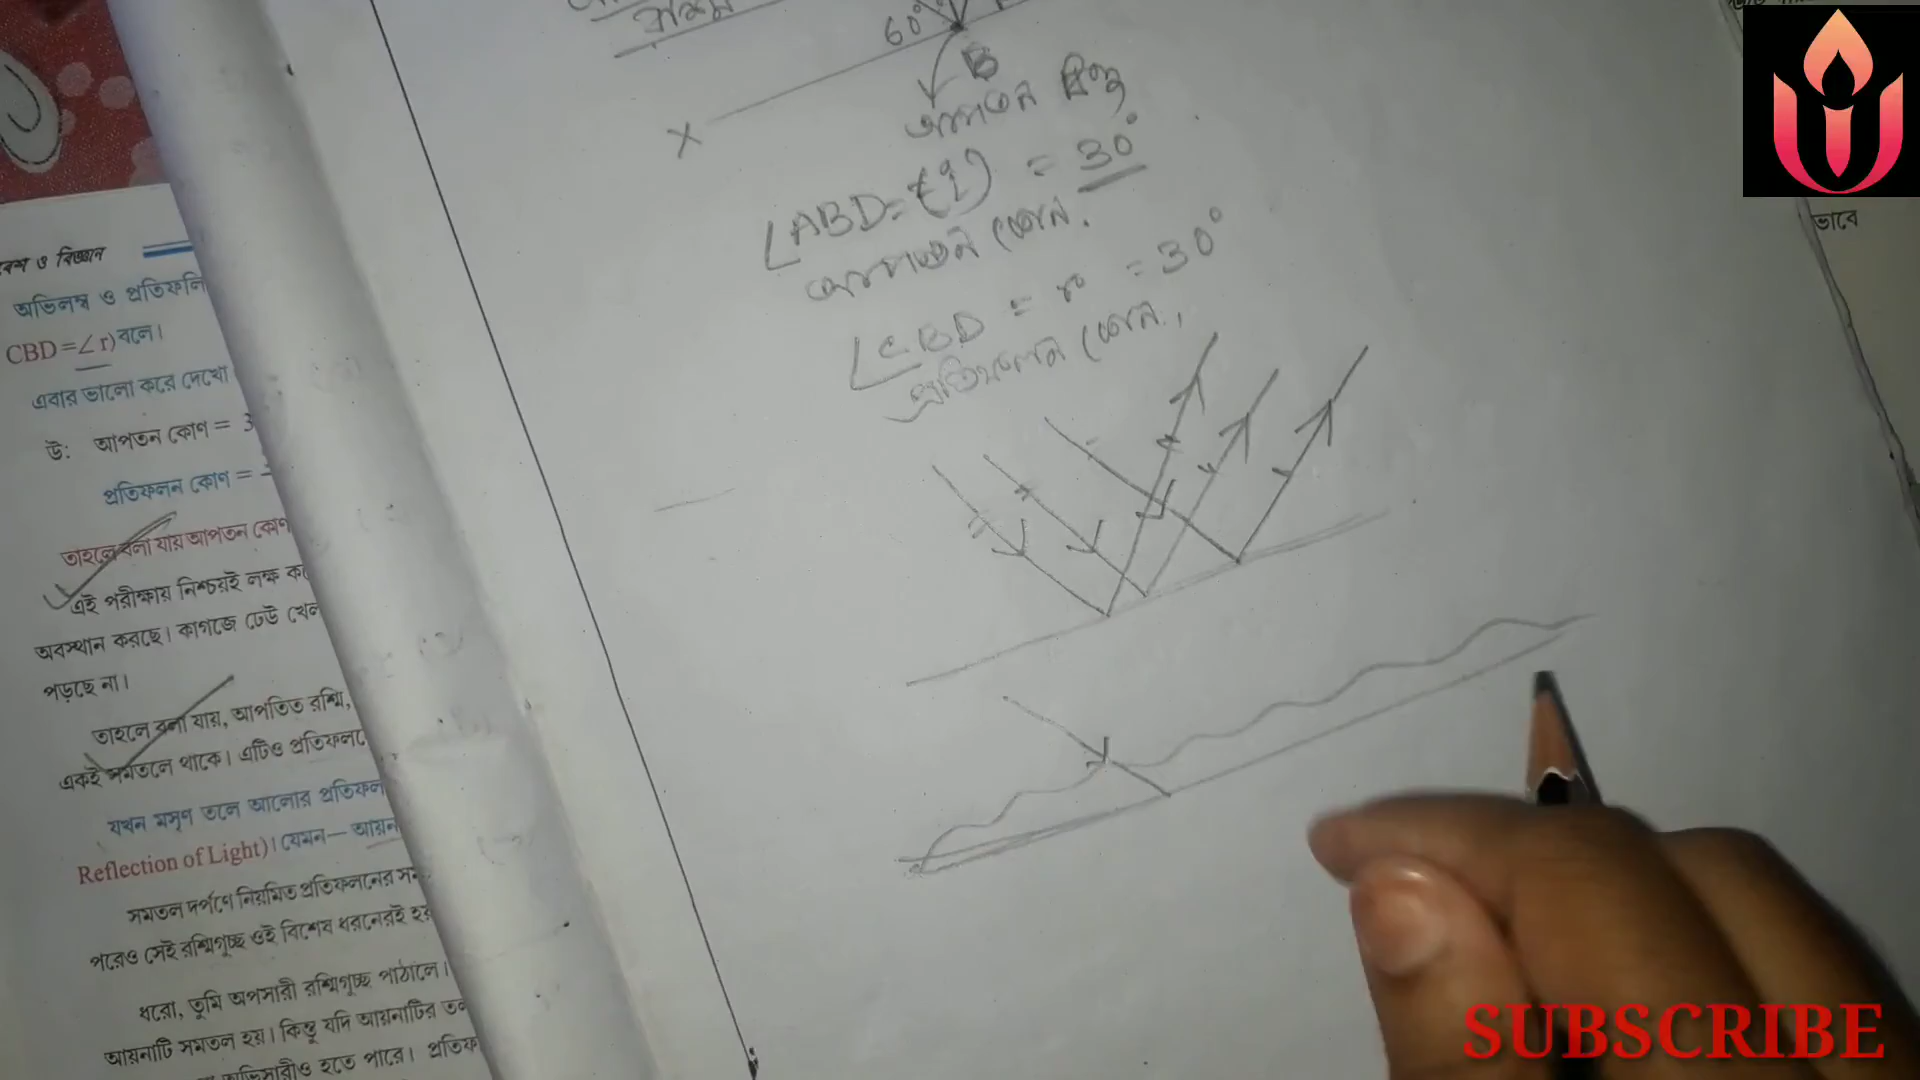 প্রশ্ন
60°
B
X
আপতন বিন্দু
∠ABD = (i) = 30°
আপতন কোন.
∠CBD = r = 30°
প্রতিফলন কোন.
ও বিজ্ঞান
অভিলম্ব ও প্রতিফলি
CBD =∠ r) বলে।
এবার ভালো করে দেখো
উ: আপতন কোণ = 3
প্রতিফলন কোণ =
তাহলে বলা যায় আপতন কোণ
এই পরীক্ষায় নিশ্চয়ই লক্ষ
অবস্থান করছে। কাগজে ঢেউ
পড়ছে না।
তাহলে বলা যায়, আপতিত রশ্মি,
একই সমতলে থাকে। এটিও
যখন মসৃণ তলে আলোর প্রতিফল
Reflection of Light)। যেমন— আয়ন
সমতল দর্পণে নিয়মিত প্রতিফলনের
পরেও সেই রশ্মিগুচ্ছ ওই বিশেষ ধরনেরই হয়
ধরো, তুমি অপসারী রশ্মিগুচ্ছ পাঠালে।
আয়নাটি সমতল হয়। কিন্তু যদি আয়নাটির
হতে পারে।
ভাবে
SUBSCRIBE